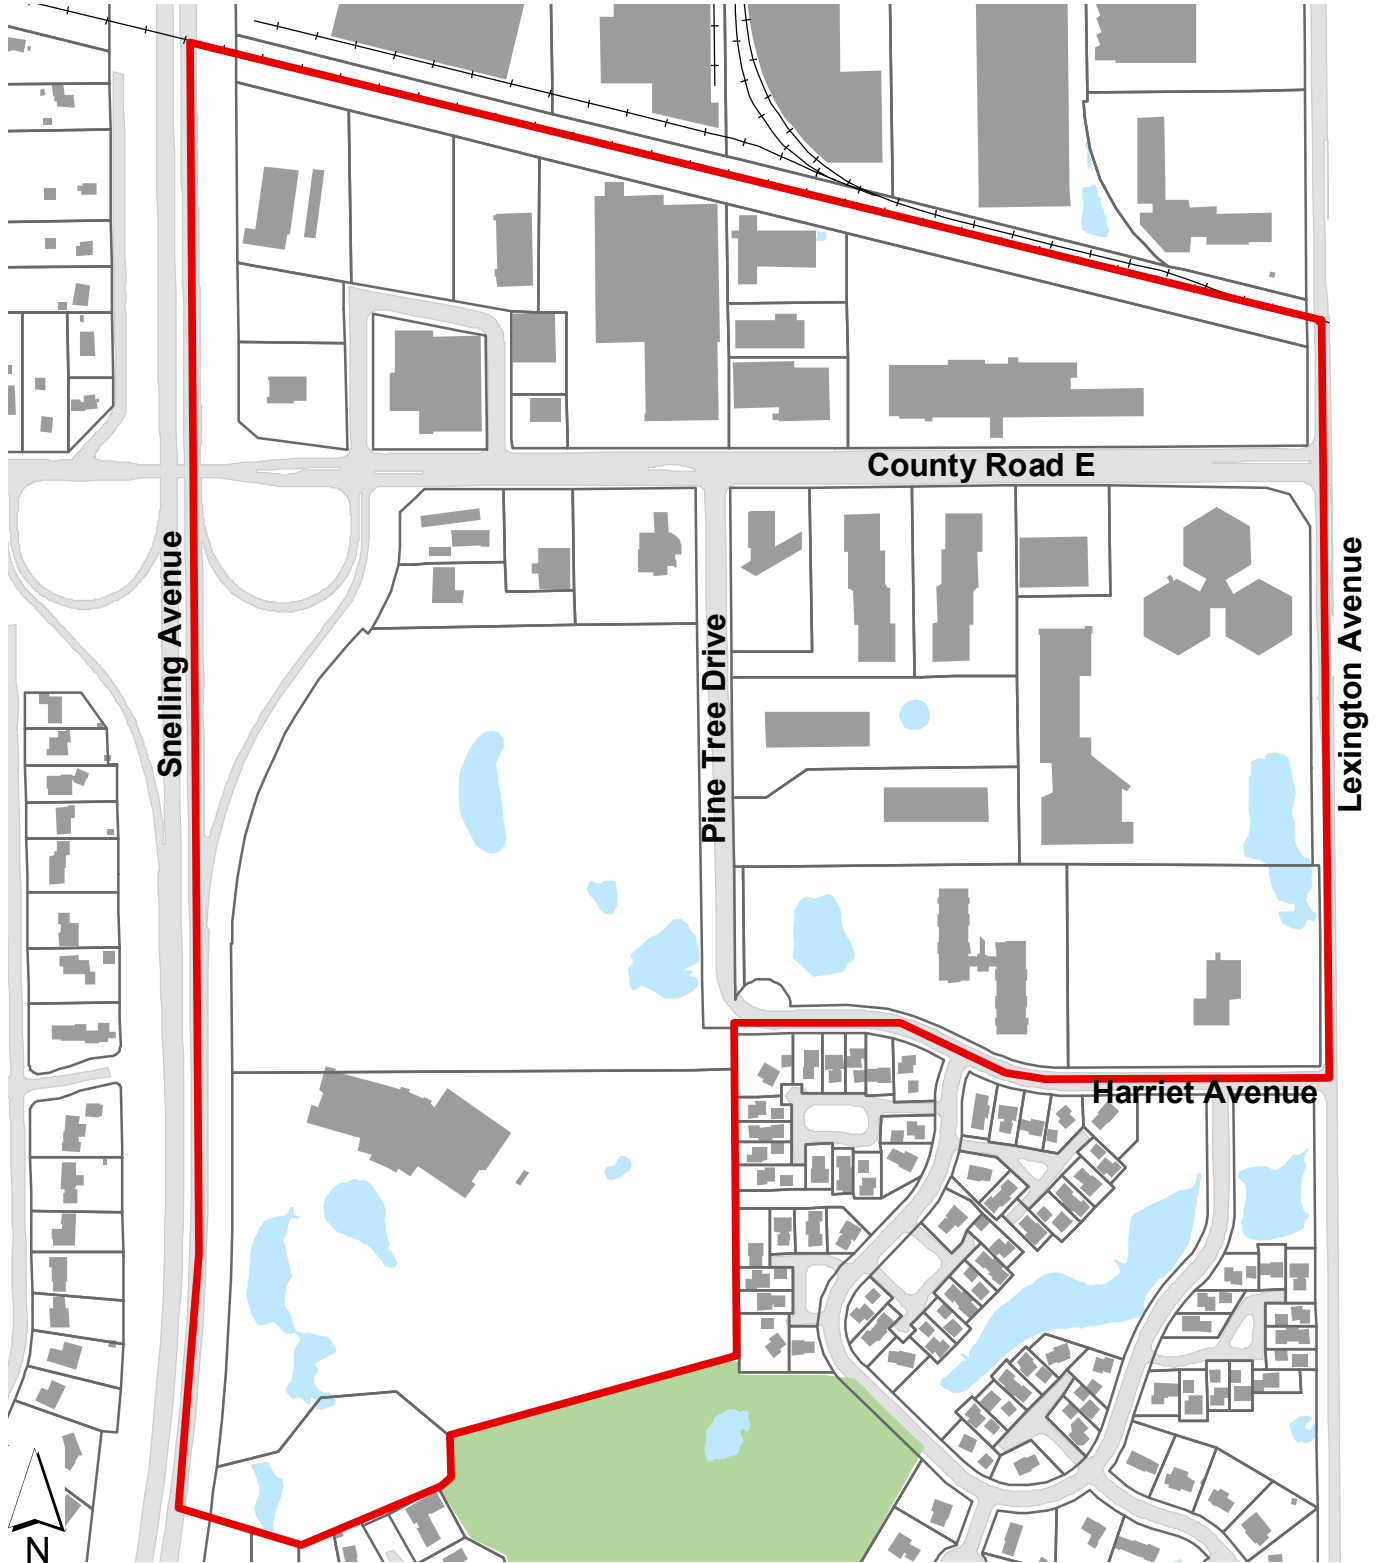 County Road E
Snelling Avenue
Pine Tree Drive
Lexington Avenue
Harriet Avenue
N